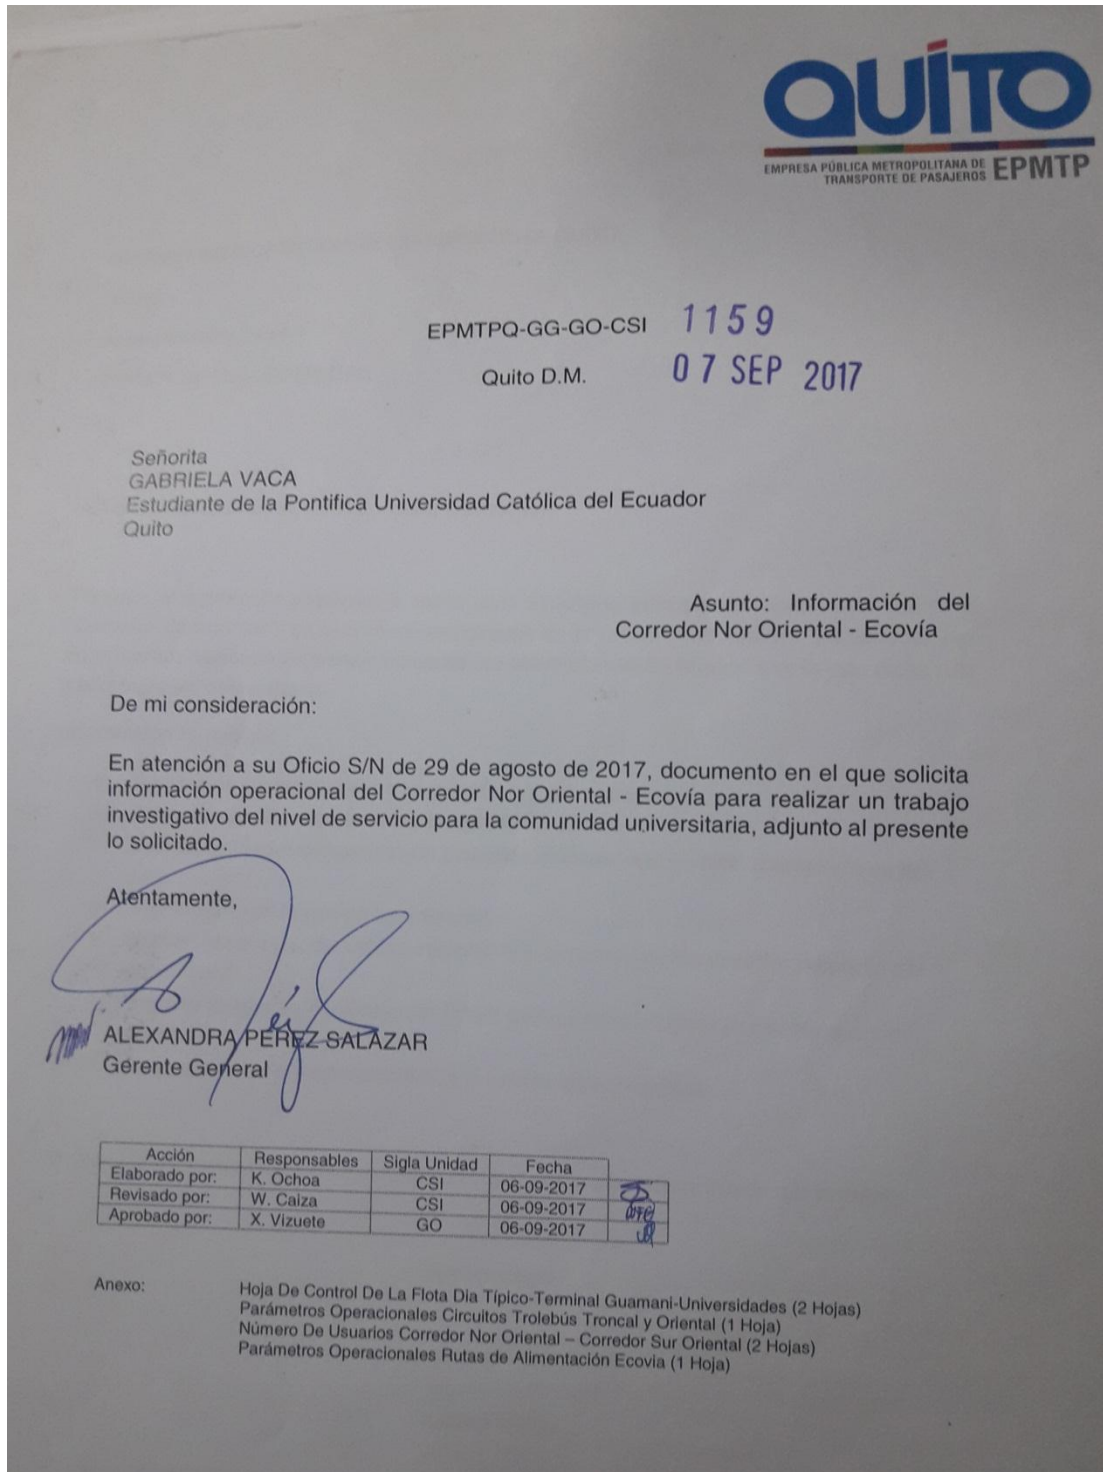 QUITO
EMPRESA PÚBLICA METROPOLITANA DE
TRANSPORTE DE PASAJEROS EPMTP
EPMTPQ-GG-GO-CSI 1159
Quito D.M. 07 SEP 2017
Señorita
GABRIELA VACA
Estudiante de la Pontifica Universidad Católica del Ecuador
Quito
Asunto: Información del
Corredor Nor Oriental - Ecovía
De mi consideración:
En atención a su Oficio S/N de 29 de agosto de 2017, documento en el que solicita
información operacional del Corredor Nor Oriental - Ecovía para realizar un trabajo
investigativo del nivel de servicio para la comunidad universitaria, adjunto al presente
lo solicitado.
Atentamente,
ALEXANDRA PÉREZ SALAZAR
Gerente General
Acción Responsables Sigla Unidad Fecha
Elaborado por: K. Ochoa CSI 06-09-2017
Revisado por: W. Caiza CSI 06-09-2017
Aprobado por: X. Vizuete GO 06-09-2017
Anexo: Hoja De Control De La Flota Dia Típico-Terminal Guamani-Universidades (2 Hojas)
Parámetros Operacionales Circuitos Trolebús Troncal y Oriental (1 Hoja)
Número De Usuarios Corredor Nor Oriental – Corredor Sur Oriental (2 Hojas)
Parámetros Operacionales Rutas de Alimentación Ecovia (1 Hoja)